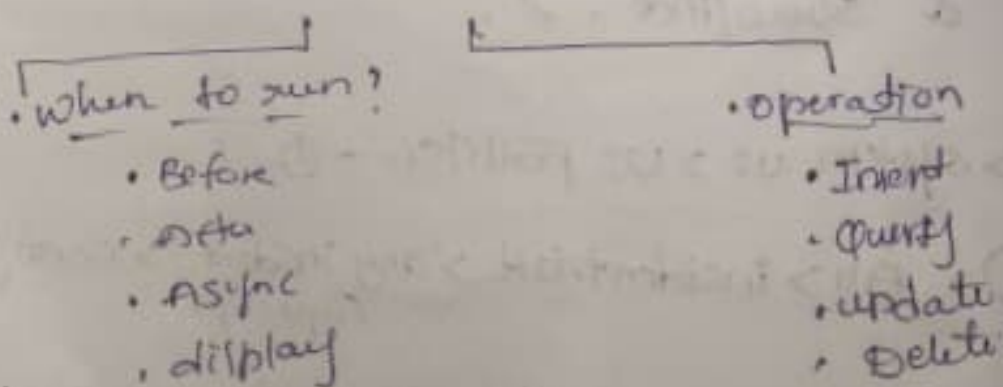 • When to run?
• Before
• After
• Async
• display
• operation
• Insert
• Query
• update
• Delete